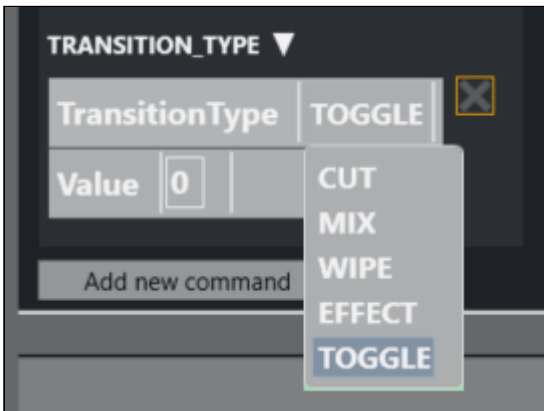 TRANSITION_TYPE ▼
TransitionType TOGGLE
Value 0
CUT
MIX
WIPE
Add new command
EFFECT
TOGGLE